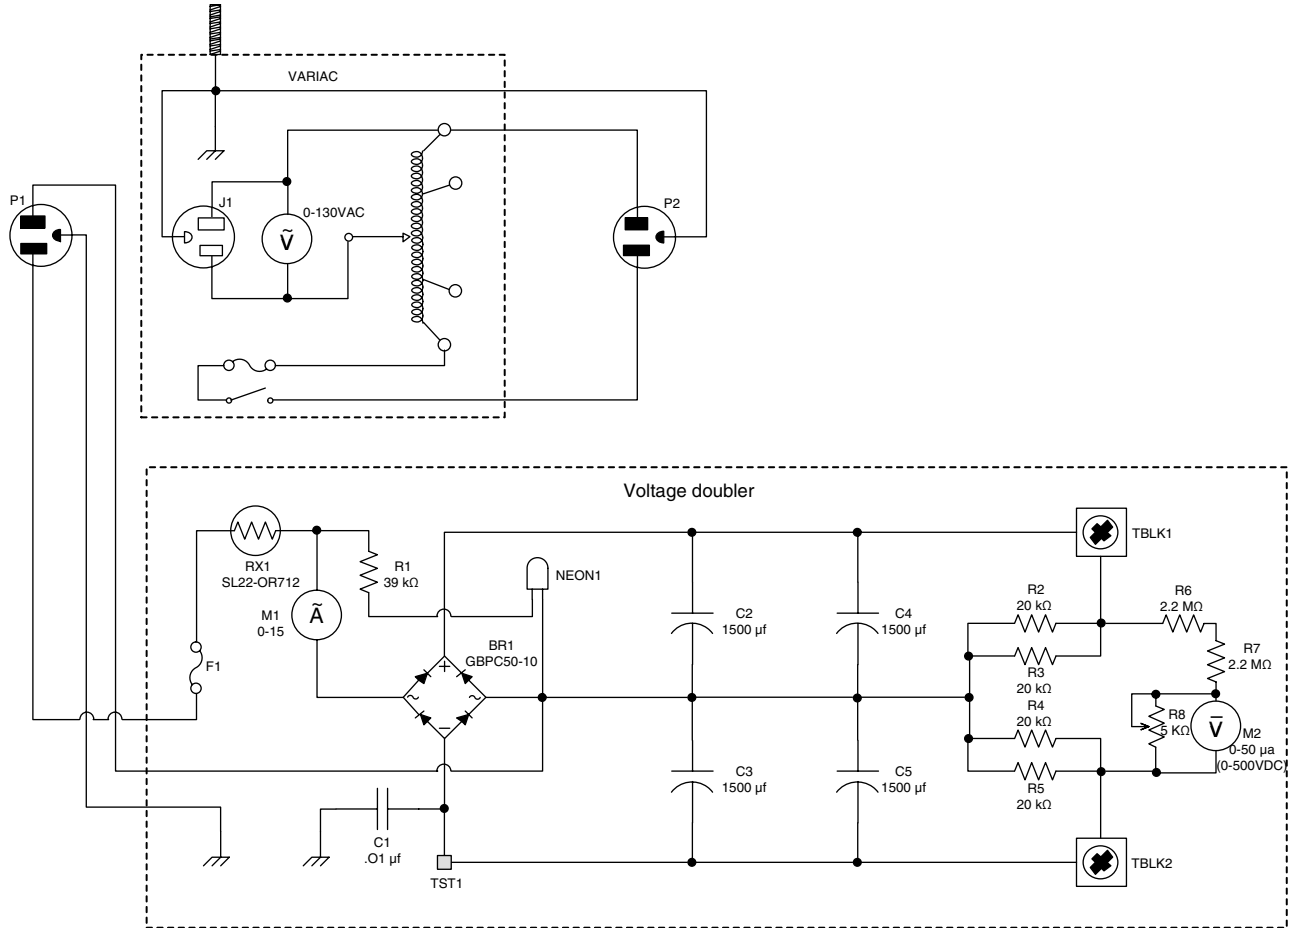 VARIAC
P1
J1
0-130VAC
Ṽ
P2
Voltage doubler
RX1
SL22-OR712
R1
39 kΩ
NEON1
TBLK1
M1
0-15
Ã
F1
BR1
GBPC50-10
+
~
~
–
C2
1500 µf
C4
1500 µf
R2
20 kΩ
R3
20 kΩ
R4
20 kΩ
R5
20 kΩ
R6
2.2 MΩ
R7
2.2 MΩ
R8
5 KΩ
V̅
M2
0-50 µa
(0-500VDC)
C3
1500 µf
C5
1500 µf
C1
.O1 µf
TST1
TBLK2